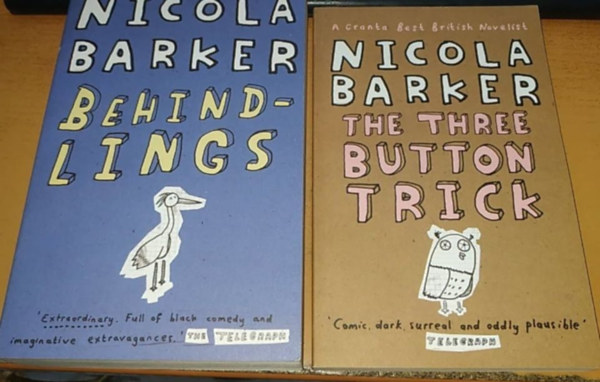 NICOLA
BARKER
BEHIND-
LINGS
'Extraordinary. Full of black comedy and
imaginative extravagances.' THE TELEGRAPH
A Granta Best British Novelist
NICOLA
BARKER
THE THREE
BUTTON
TRICK
'Comic, dark, surreal and oddly plausible'
TELEGRAPH